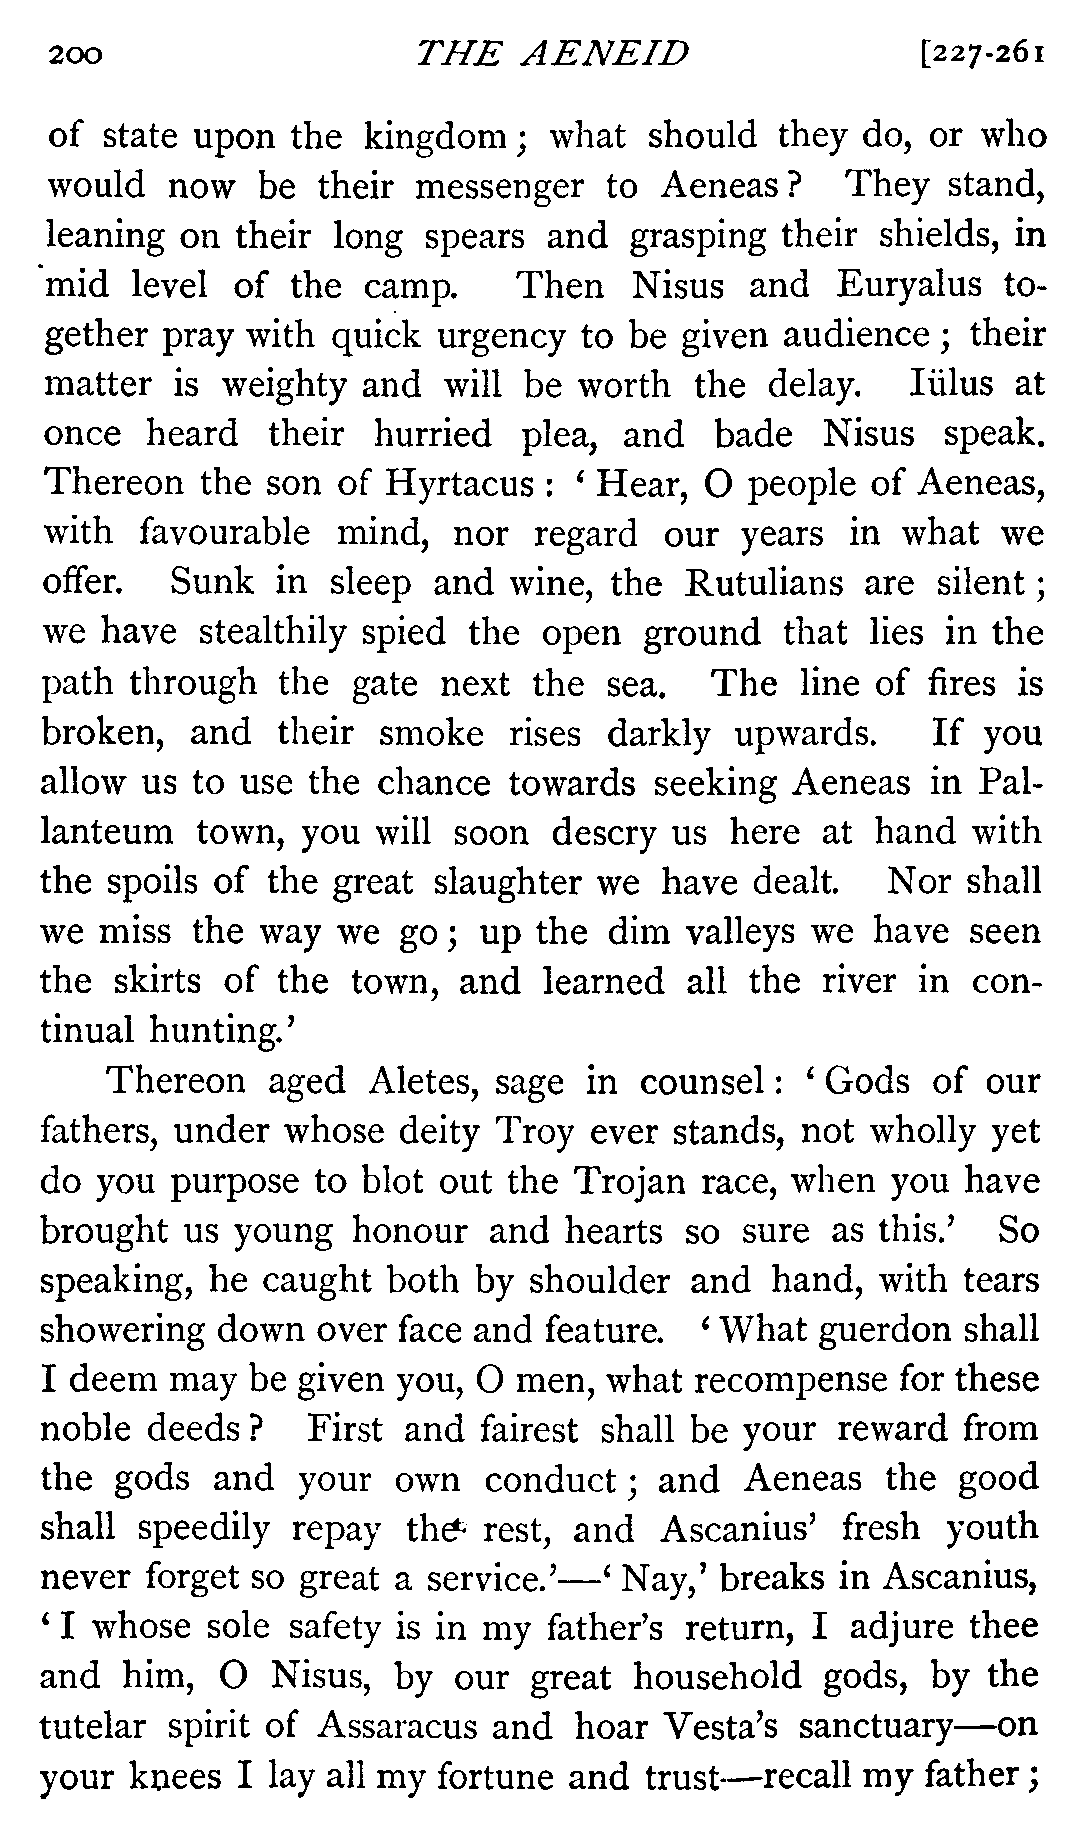 200 THE AENEID [227-261
of state upon the kingdom ; what should they do, or who
would now be their messenger to Aeneas ? They stand,
leaning on their long spears and grasping their shields, in
mid level of the camp. Then Nisus and Euryalus to-
gether pray with quick urgency to be given audience ; their
matter is weighty and will be worth the delay. Iülus at
once heard their hurried plea, and bade Nisus speak.
Thereon the son of Hyrtacus : ‘ Hear, O people of Aeneas,
with favourable mind, nor regard our years in what we
offer. Sunk in sleep and wine, the Rutulians are silent ;
we have stealthily spied the open ground that lies in the
path through the gate next the sea. The line of fires is
broken, and their smoke rises darkly upwards. If you
allow us to use the chance towards seeking Aeneas in Pal-
lanteum town, you will soon descry us here at hand with
the spoils of the great slaughter we have dealt. Nor shall
we miss the way we go ; up the dim valleys we have seen
the skirts of the town, and learned all the river in con-
tinual hunting.’
Thereon aged Aletes, sage in counsel : ‘ Gods of our
fathers, under whose deity Troy ever stands, not wholly yet
do you purpose to blot out the Trojan race, when you have
brought us young honour and hearts so sure as this.’ So
speaking, he caught both by shoulder and hand, with tears
showering down over face and feature. ‘ What guerdon shall
I deem may be given you, O men, what recompense for these
noble deeds ? First and fairest shall be your reward from
the gods and your own conduct ; and Aeneas the good
shall speedily repay the rest, and Ascanius’ fresh youth
never forget so great a service.’—‘ Nay,’ breaks in Ascanius,
‘ I whose sole safety is in my father’s return, I adjure thee
and him, O Nisus, by our great household gods, by the
tutelar spirit of Assaracus and hoar Vesta’s sanctuary—on
your knees I lay all my fortune and trust—recall my father ;